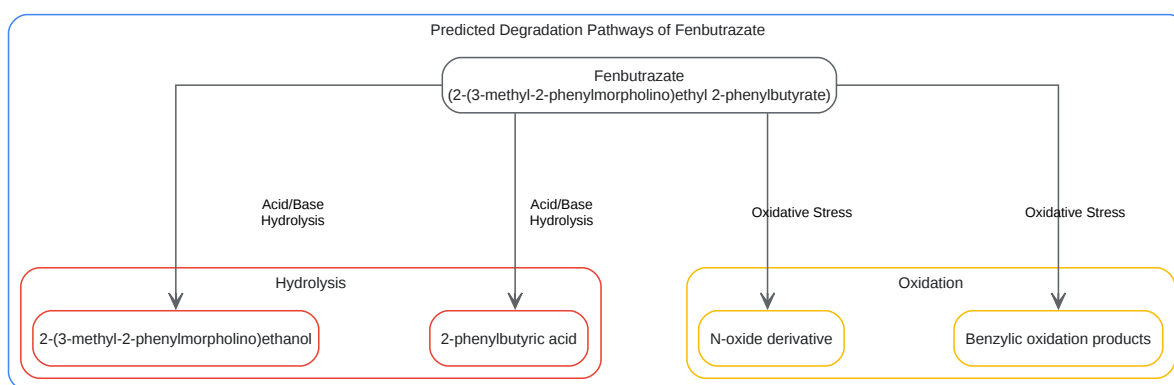 Predicted Degradation Pathways of Fenbutrazate
Fenbutrazate
(2-(3-methyl-2-phenylmorpholino)ethyl 2-phenylbutyrate)
Acid/Base
Hydrolysis
Acid/Base
Hydrolysis
Oxidative Stress
Oxidative Stress
Hydrolysis
Oxidation
2-(3-methyl-2-phenylmorpholino)ethanol
2-phenylbutyric acid
N-oxide derivative
Benzylic oxidation products